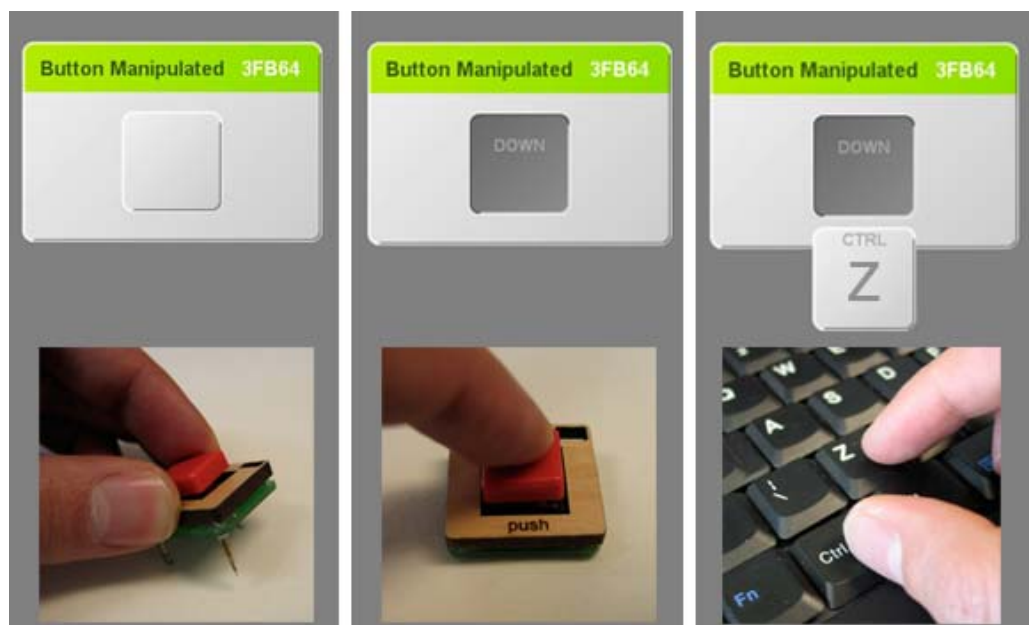 Button Manipulated 3FB64
Button Manipulated 3FB64
DOWN
Button Manipulated 3FB64
DOWN
CTRL
Z
push
W
D
S
A
Z
~/
Ctrl
Fn